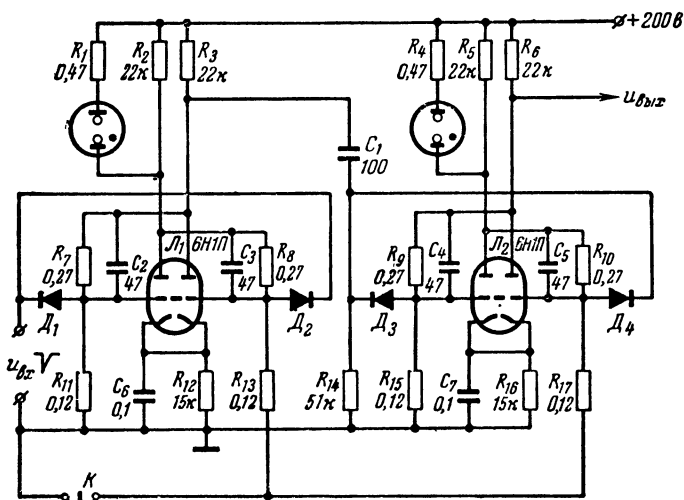 +200в
R1 0,47
R2 22к
R3 22к
R4 0,47
R5 22к
R6 22к
uвых
C1 100
R7 0,27
C2 47
Л1 6Н1П
C3 47
R8 0,27
R9 0,27
C4 47
Л2 6Н1П
C5 47
R10 0,27
Д1
Д2
Д3
Д4
uвх
R11 0,12
C6 0,1
R12 15к
R13 0,12
R14 51к
R15 0,12
C7 0,1
R16 15к
R17 0,12
К